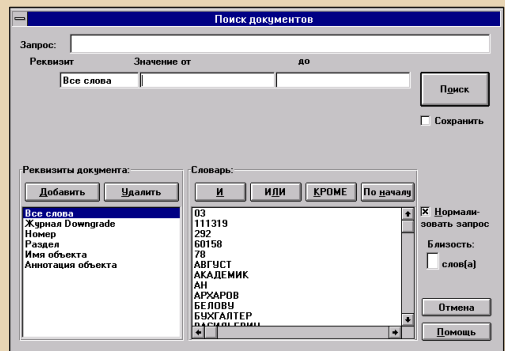 Поиск документов
Запрос:
Реквизит Значение от до
Все слова
Поиск
Сохранить
Реквизиты документа:
Добавить Удалить
Все слова
Журнал Downgrade
Номер
Раздел
Имя объекта
Аннотация объекта
Словарь:
И ИЛИ КРОМЕ По началу
03
111319
292
60158
78
АВГУСТ
АКАДЕМИК
АН
АРХАРОВ
БЕЛОВУ
БУХГАЛТЕР
ВАСИЛЬЕВИЧ
Нормали-
зовать запрос
Близость:
слов(а)
Отмена
Помощь